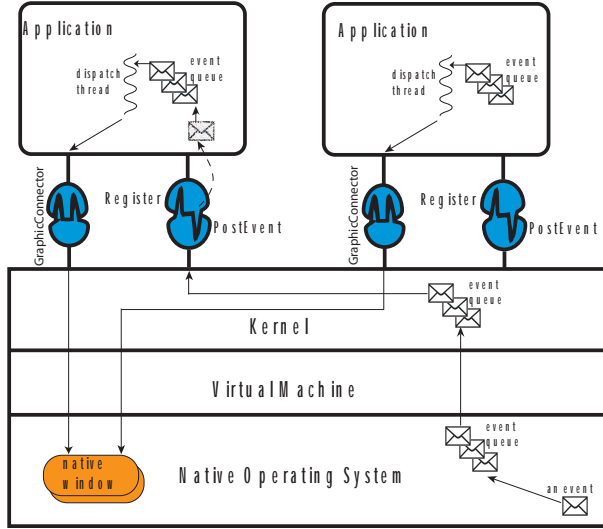 Application
event
queue
dispatch
thread
GraphicConnector
Register
PostEvent
Application
event
queue
dispatch
thread
GraphicConnector
Register
PostEvent
event
queue
Kernel
VirtualMachine
event
queue
native
window
Native Operating System
an event